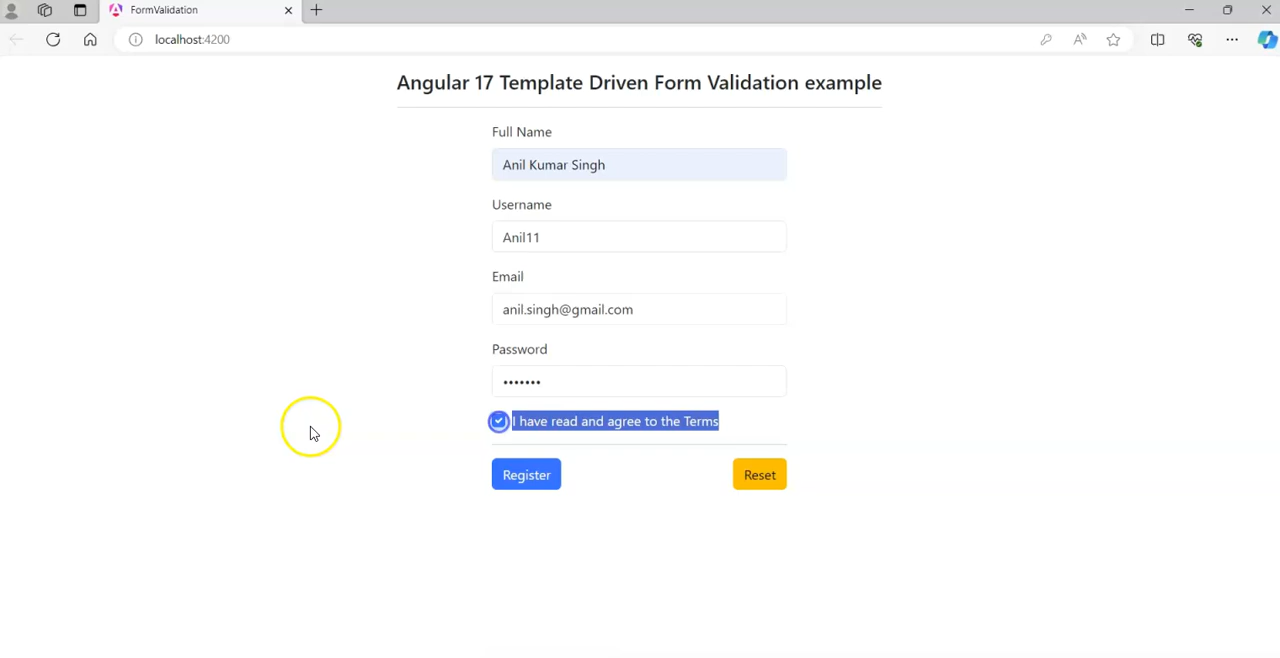 FormValidation
localhost:4200
Angular 17 Template Driven Form Validation example
Full Name
Anil Kumar Singh
Username
Anil11
Email
anil.singh@gmail.com
Password
•••••••
I have read and agree to the Terms
Register
Reset